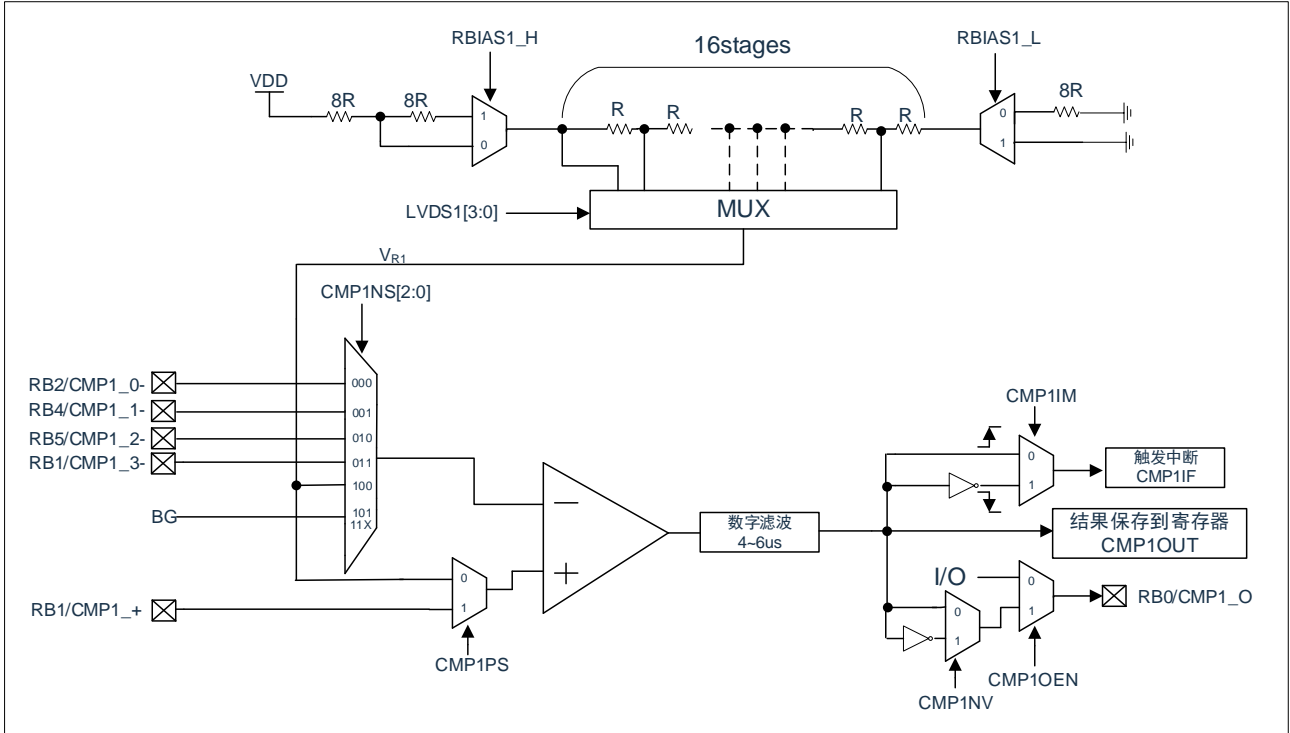 RBIAS1_H
16stages
RBIAS1_L
VDD
8R
8R
1
0
R
R
R
R
0
1
8R
LVDS1[3:0]
MUX
VR1
CMP1NS[2:0]
RB2/CMP1_0-
000
RB4/CMP1_1-
001
RB5/CMP1_2-
010
RB1/CMP1_3-
011
100
BG
101
11X
RB1/CMP1_+
0
1
CMP1PS
数字滤波
4~6us
CMP1IM
0
1
触发中断
CMP1IF
结果保存到寄存器
CMP1OUT
I/O
0
1
0
1
RB0/CMP1_O
CMP1OEN
CMP1NV